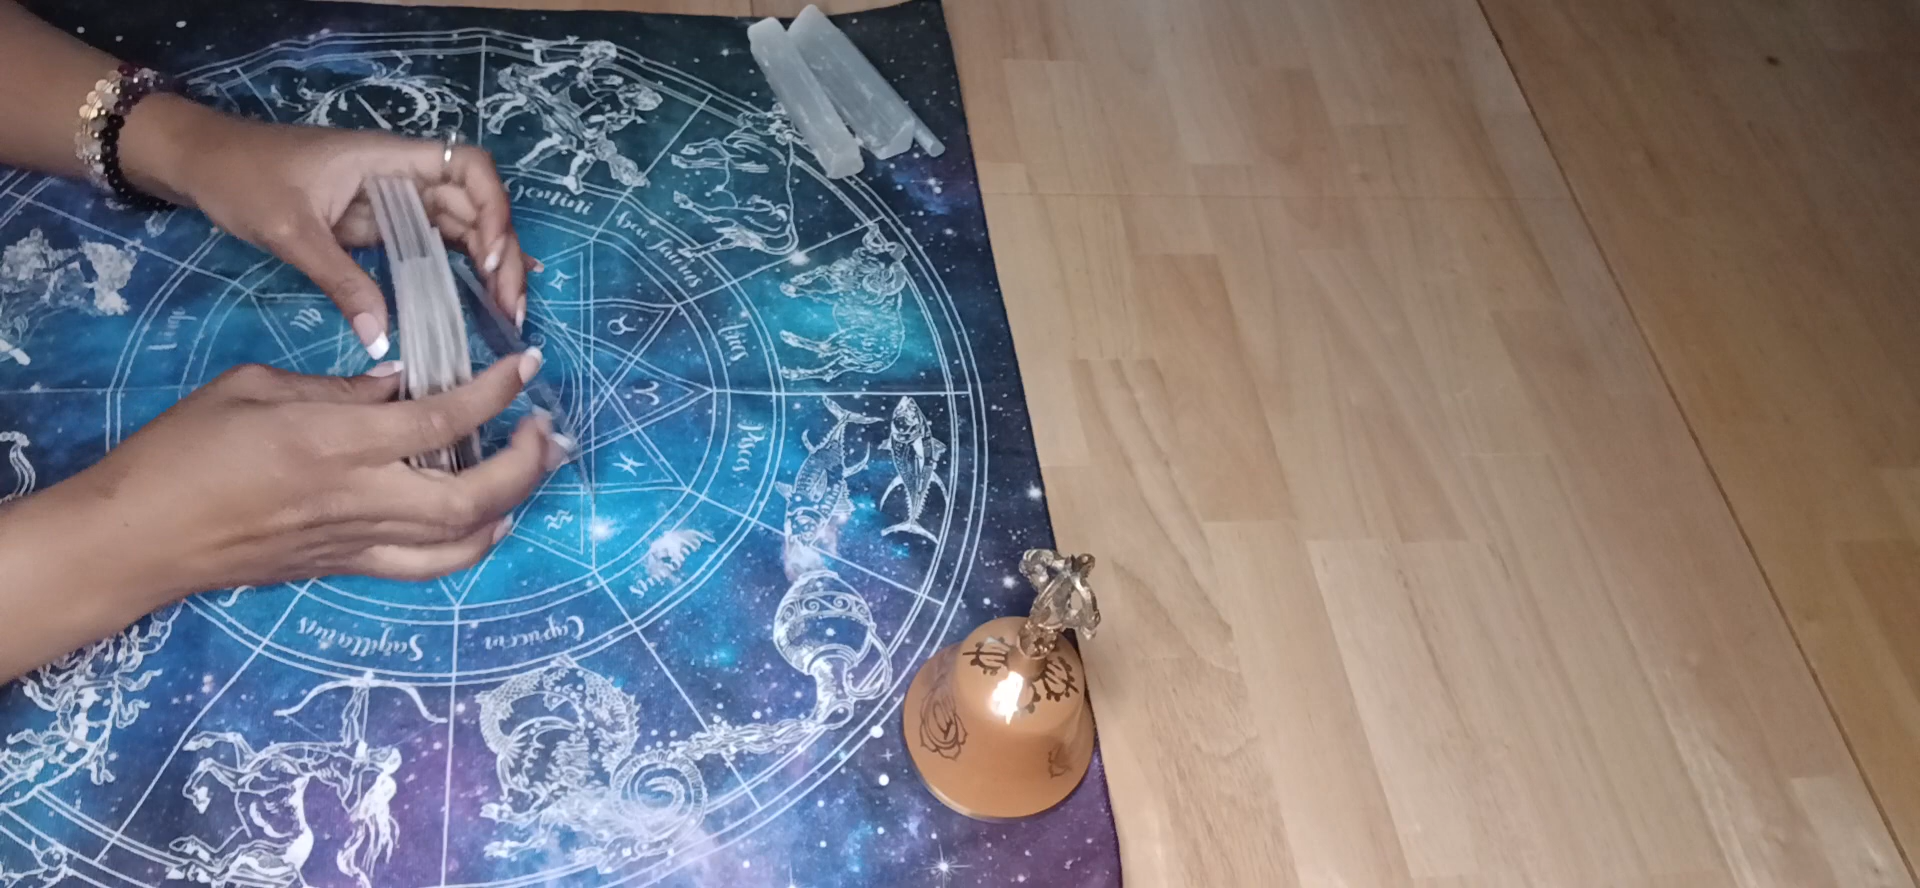 Gemini
Taurus
Aries
Pisces
Aquarius
Capricorn
Sagittarius